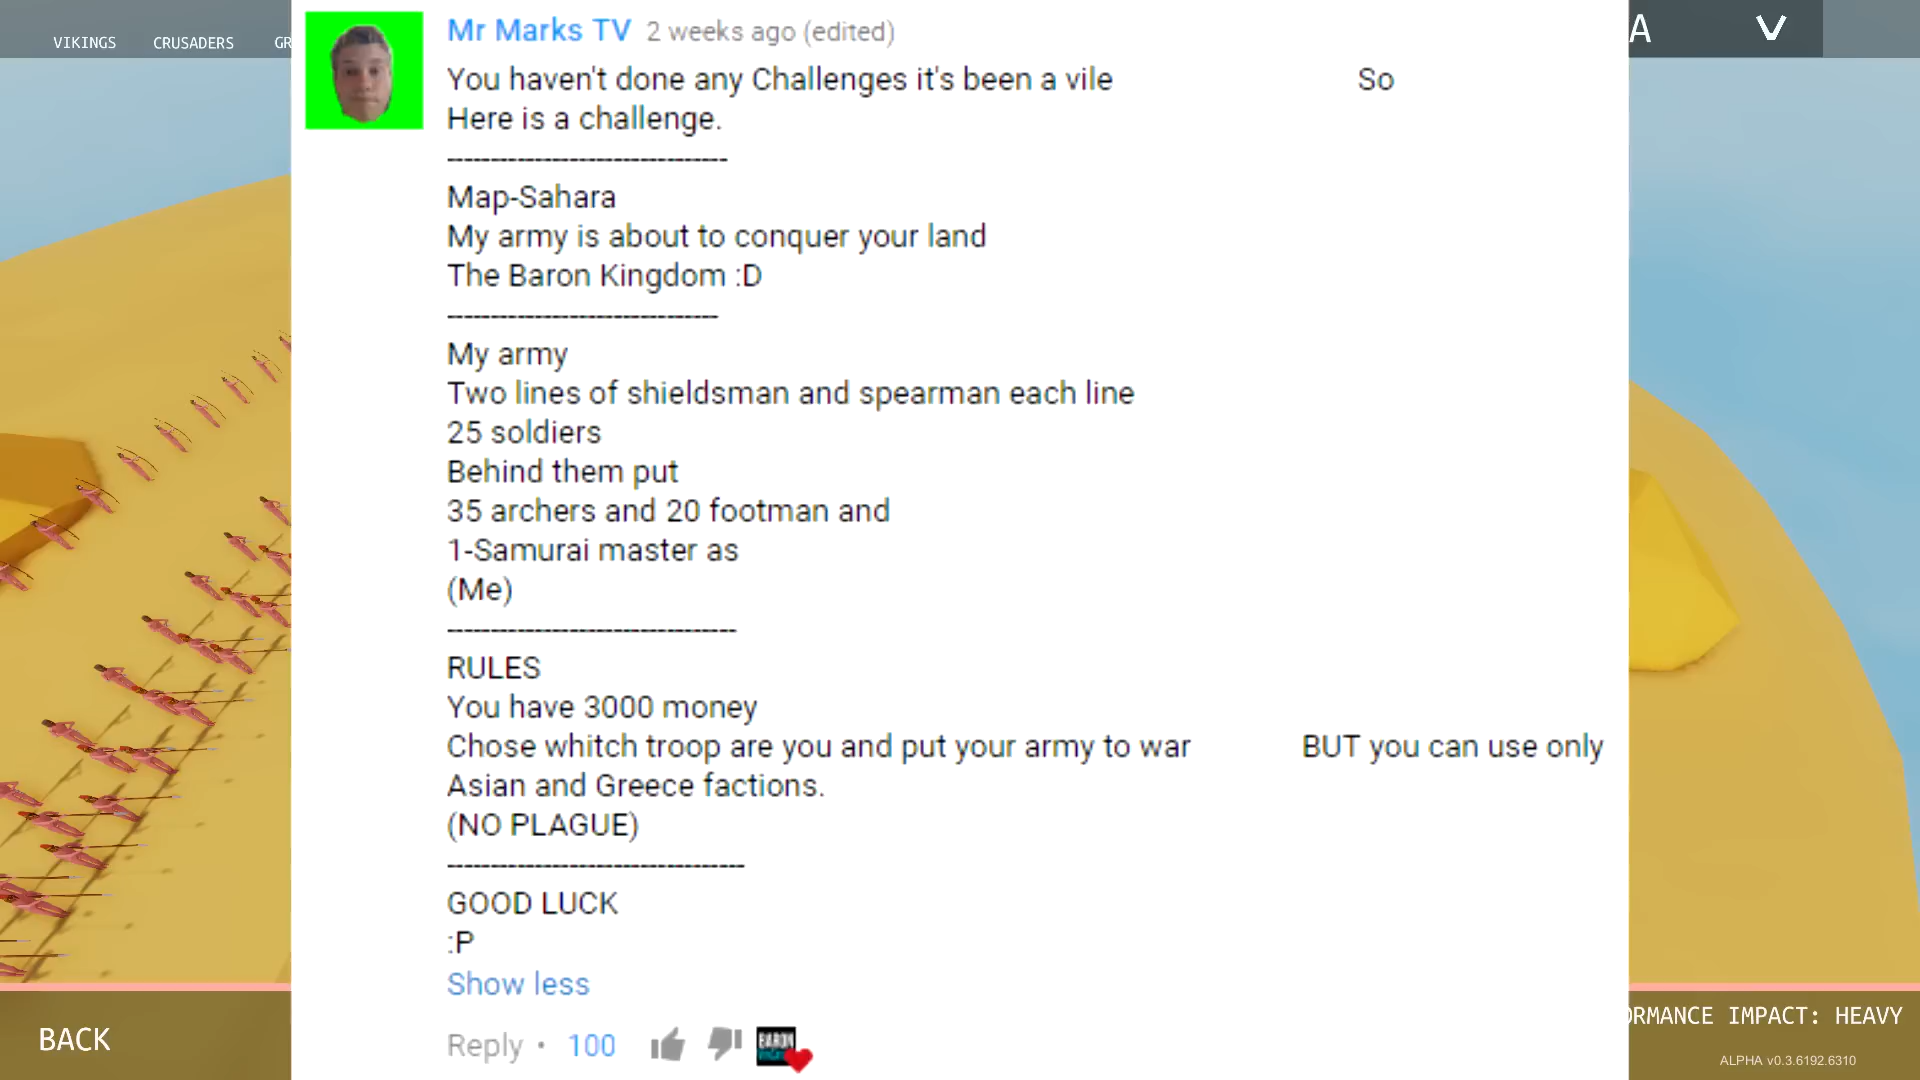 VIKINGS CRUSADERS GR
A V
Mr Marks TV 2 weeks ago (edited)
You haven't done any Challenges it's been a vile So
Here is a challenge.
--------------------------------
Map-Sahara
My army is about to conquer your land
The Baron Kingdom :D
-------------------------------
My army
Two lines of shieldsman and spearman each line
25 soldiers
Behind them put
35 archers and 20 footman and
1-Samurai master as
(Me)
---------------------------------
RULES
You have 3000 money
Chose whitch troop are you and put your army to war BUT you can use only
Asian and Greece factions.
(NO PLAGUE)
----------------------------------
GOOD LUCK
:P
Show less
Reply • 100
BARON
BACK
ORMANCE IMPACT: HEAVY
ALPHA v0.3.6192.6310